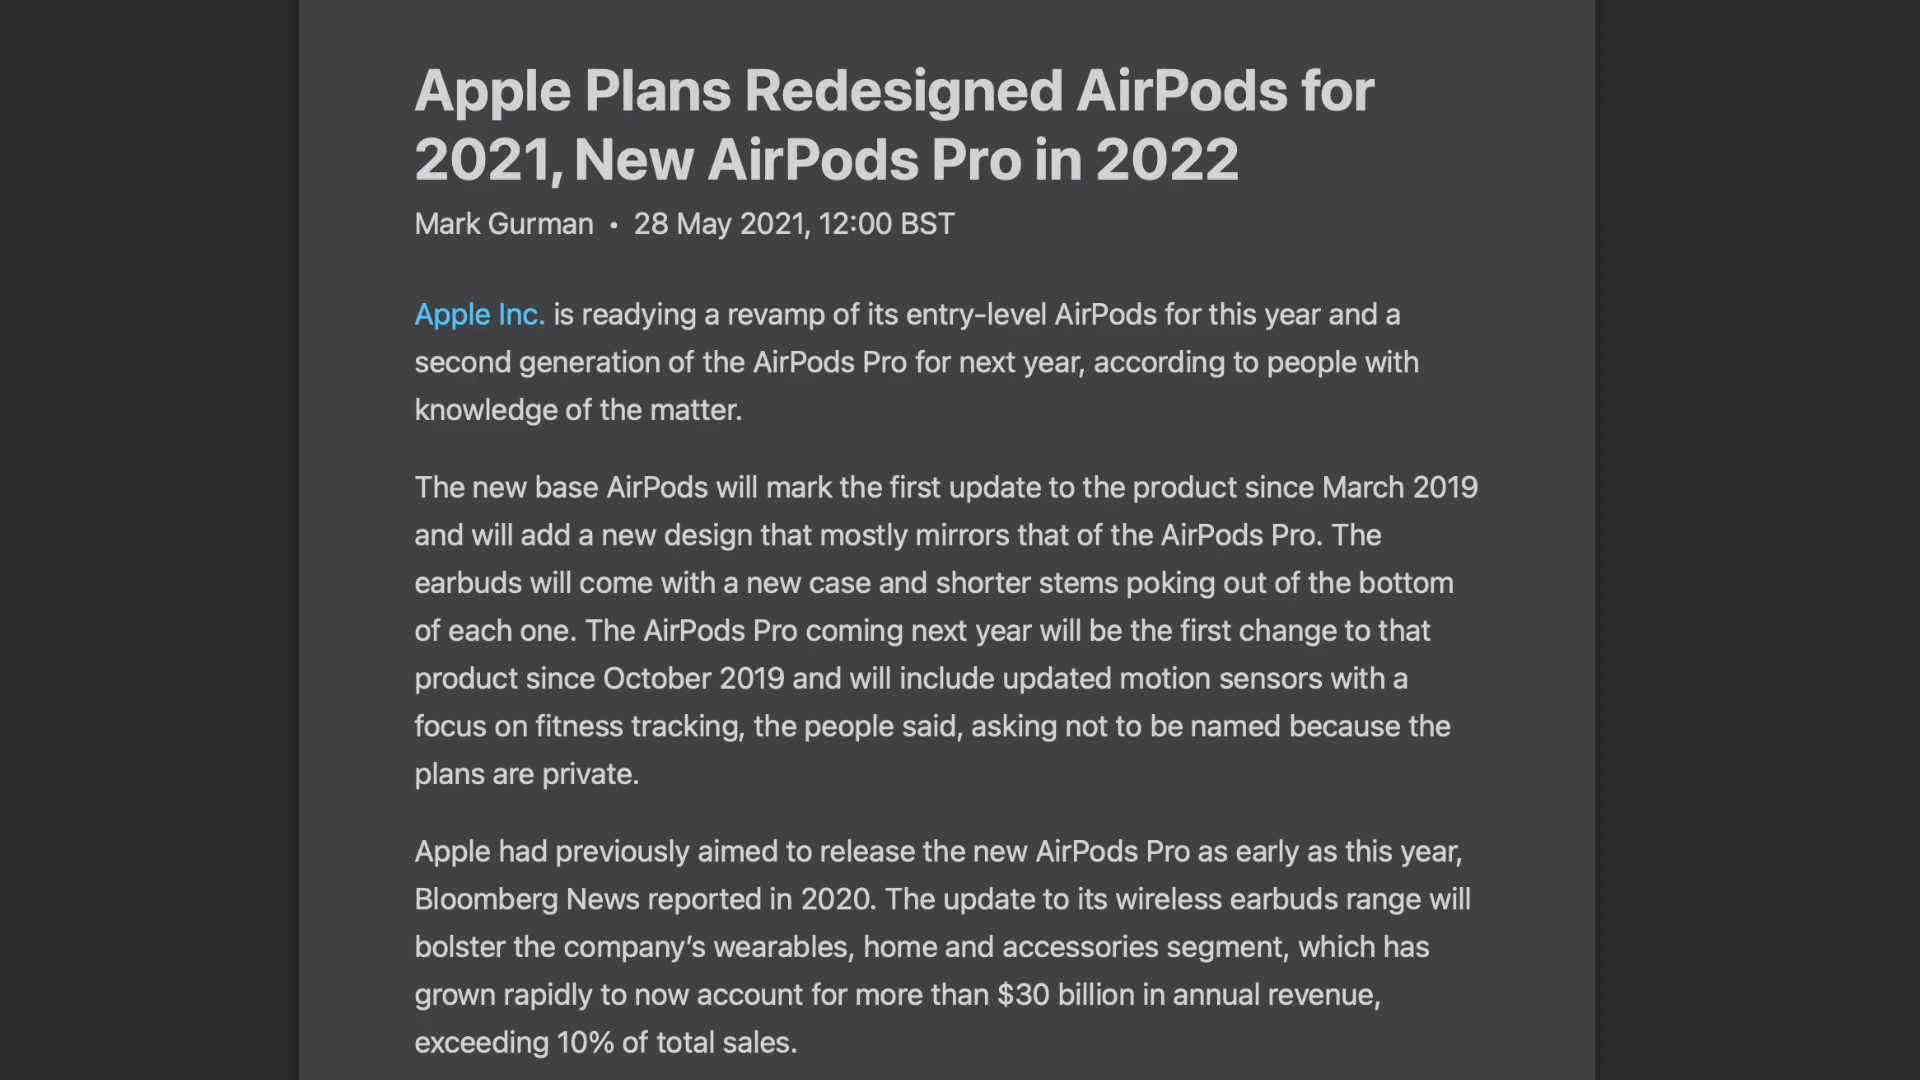 Apple Plans Redesigned AirPods for
2021, New AirPods Pro in 2022
Mark Gurman • 28 May 2021, 12:00 BST
Apple Inc. is readying a revamp of its entry-level AirPods for this year and a
second generation of the AirPods Pro for next year, according to people with
knowledge of the matter.
The new base AirPods will mark the first update to the product since March 2019
and will add a new design that mostly mirrors that of the AirPods Pro. The
earbuds will come with a new case and shorter stems poking out of the bottom
of each one. The AirPods Pro coming next year will be the first change to that
product since October 2019 and will include updated motion sensors with a
focus on fitness tracking, the people said, asking not to be named because the
plans are private.
Apple had previously aimed to release the new AirPods Pro as early as this year,
Bloomberg News reported in 2020. The update to its wireless earbuds range will
bolster the company’s wearables, home and accessories segment, which has
grown rapidly to now account for more than $30 billion in annual revenue,
exceeding 10% of total sales.